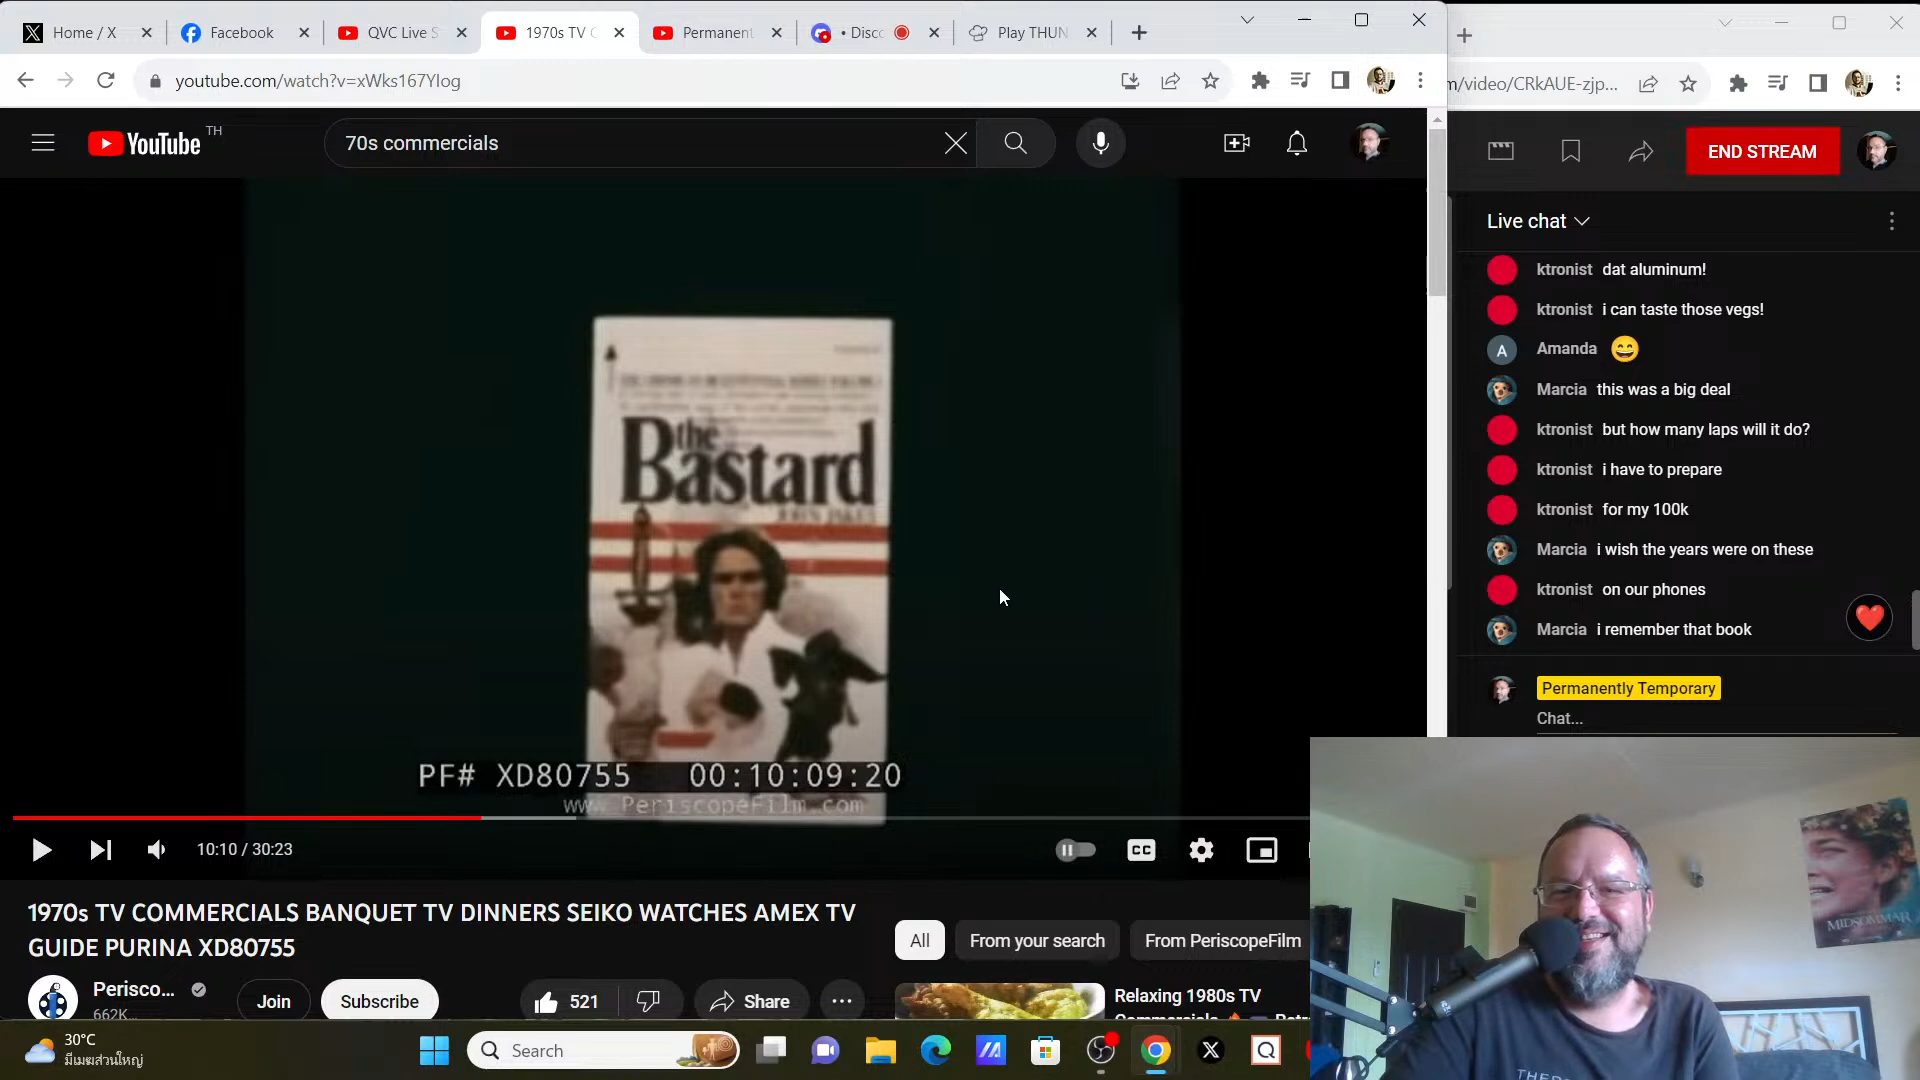 Home / X
Facebook
QVC Live S
1970s TV C
Permanent
• Disc
Play THUN
youtube.com/watch?v=xWks167YIog
n/video/CRkAUE-zjp...
YouTube
TH
70s commercials
END STREAM
Live chat
ktronist dat aluminum!
ktronist i can taste those vegs!
A Amanda 😄
Marcia this was a big deal
ktronist but how many laps will it do?
ktronist i have to prepare
ktronist for my 100k
Marcia i wish the years were on these
ktronist on our phones
Marcia i remember that book
Permanently Temporary
Chat...
the
Bastard
JOHN JAKES
PF# XD80755 00:10:09:20
www.PeriscopeFilm.com
10:10 / 30:23
CC
1970s TV COMMERCIALS BANQUET TV DINNERS SEIKO WATCHES AMEX TV
GUIDE PURINA XD80755
All
From your search
From PeriscopeFilm
Perisco...
662K...
Join
Subscribe
521
Share
Relaxing 1980s TV
MIDSOMMAR
30°C
มีเมฆส่วนใหญ่
Search